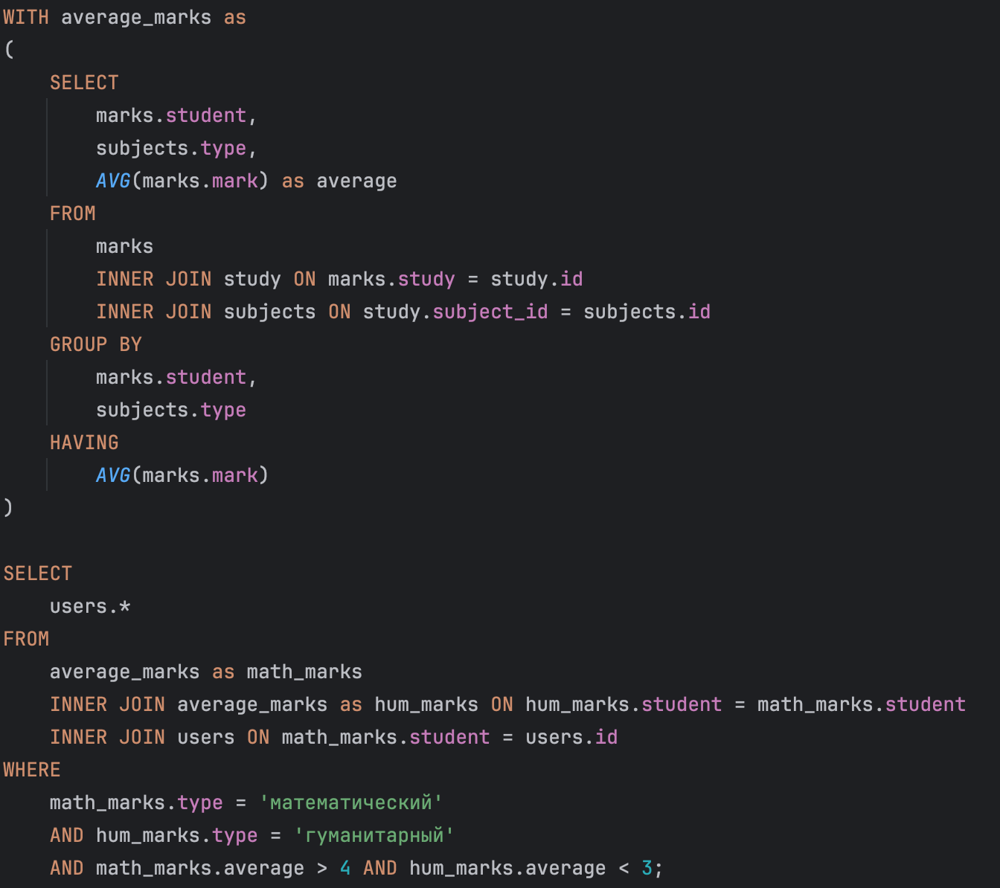 WITH average_marks as
(
    SELECT
        marks.student,
        subjects.type,
        AVG(marks.mark) as average
    FROM
        marks
        INNER JOIN study ON marks.study = study.id
        INNER JOIN subjects ON study.subject_id = subjects.id
    GROUP BY
        marks.student,
        subjects.type
    HAVING
        AVG(marks.mark)
)

SELECT
    users.*
FROM
    average_marks as math_marks
    INNER JOIN average_marks as hum_marks ON hum_marks.student = math_marks.student
    INNER JOIN users ON math_marks.student = users.id
WHERE
    math_marks.type = 'математический'
    AND hum_marks.type = 'гуманитарный'
    AND math_marks.average > 4 AND hum_marks.average < 3;